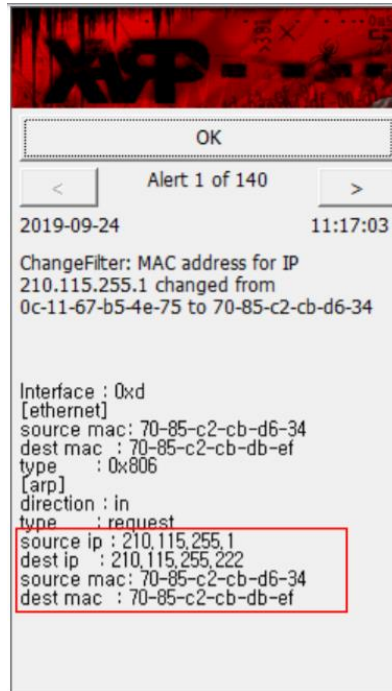 XARP
OK
<
Alert 1 of 140
>
2019-09-24 11:17:03
ChangeFilter: MAC address for IP
210.115.255.1 changed from
0c-11-67-b5-4e-75 to 70-85-c2-cb-d6-34
Interface : 0xd
[ethernet]
source mac: 70-85-c2-cb-d6-34
dest mac : 70-85-c2-cb-db-ef
type : 0x806
[arp]
direction : in
type : request
source ip : 210,115,255,1
dest ip : 210,115,255,222
source mac: 70-85-c2-cb-d6-34
dest mac : 70-85-c2-cb-db-ef